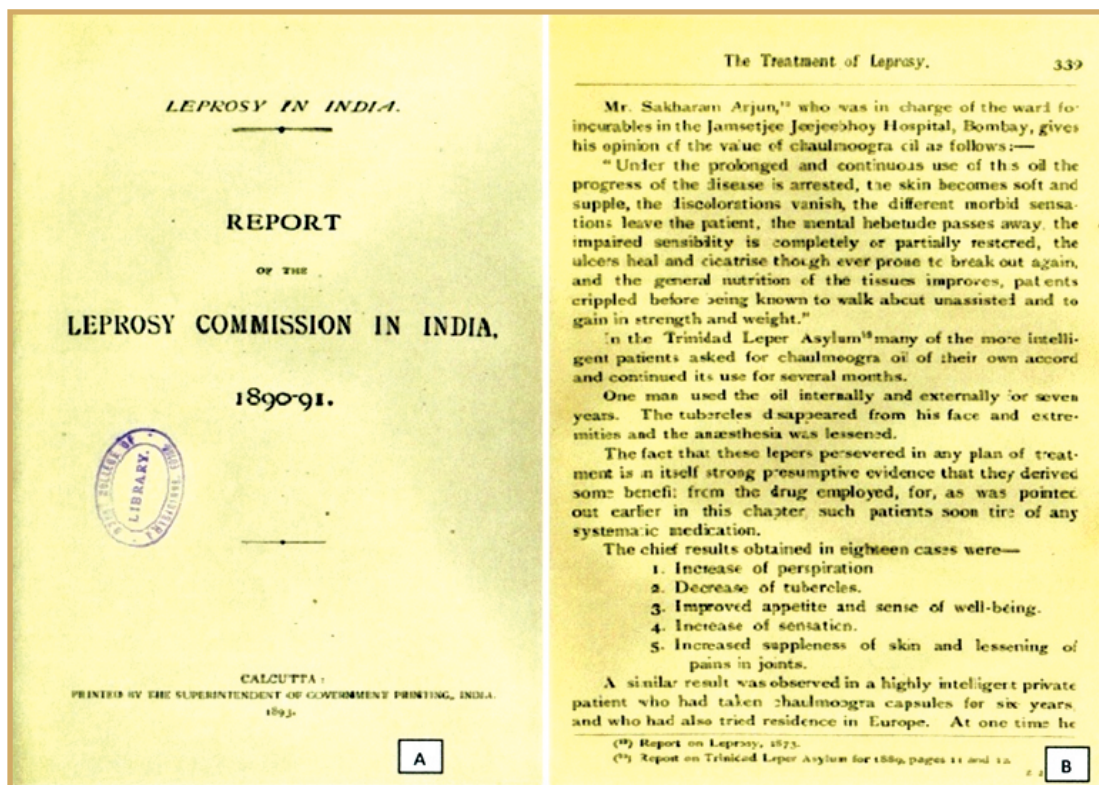 LEPROSY IN INDIA.
REPORT
OF THE
LEPROSY COMMISSION IN INDIA,
1890-91.
LIBRARY.
CALCUTTA:
PRINTED BY THE SUPERINTENDENT OF GOVERNMENT PRINTING, INDIA.
1893.
A
The Treatment of Leprosy. 339
Mr. Sakharam Arjun, who was in charge of the ward for
incurables in the Jamsetjee Jeejeebhoy Hospital, Bombay, gives
his opinion of the value of chaulmoogra oil as follows:—
"Under the prolonged and continuous use of this oil the
progress of the disease is arrested, the skin becomes soft and
supple, the discolorations vanish, the different morbid sensa-
tions leave the patient, the mental hebetude passes away, the
impaired sensibility is completely or partially restored, the
ulcers heal and cicatrise though ever prone to break out again,
and the general nutrition of the tissues improves, patients
crippled before being known to walk about unassisted and to
gain in strength and weight."
In the Trinidad Leper Asylum many of the more intelli-
gent patients asked for chaulmoogra oil of their own accord
and continued its use for several months.
One man used the oil internally and externally for seven
years. The tubercles disappeared from his face and extre-
mities and the anæsthesia was lessened.
The fact that these lepers persevered in any plan of treat-
ment is in itself strong presumptive evidence that they derived
some benefit from the drug employed, for, as was pointed
out earlier in this chapter, such patients soon tire of any
systematic medication.
The chief results obtained in eighteen cases were—
1. Increase of perspiration
2. Decrease of tubercles.
3. Improved appetite and sense of well-being.
4. Increase of sensation.
5. Increased suppleness of skin and lessening of
pains in joints.
A similar result was observed in a highly intelligent private
patient who had taken chaulmoogra capsules for six years
and who had also tried residence in Europe. At one time he
Report on Leprosy, 1873.
Report on Trinidad Leper Asylum for 1889, pages 11 and 12.
B